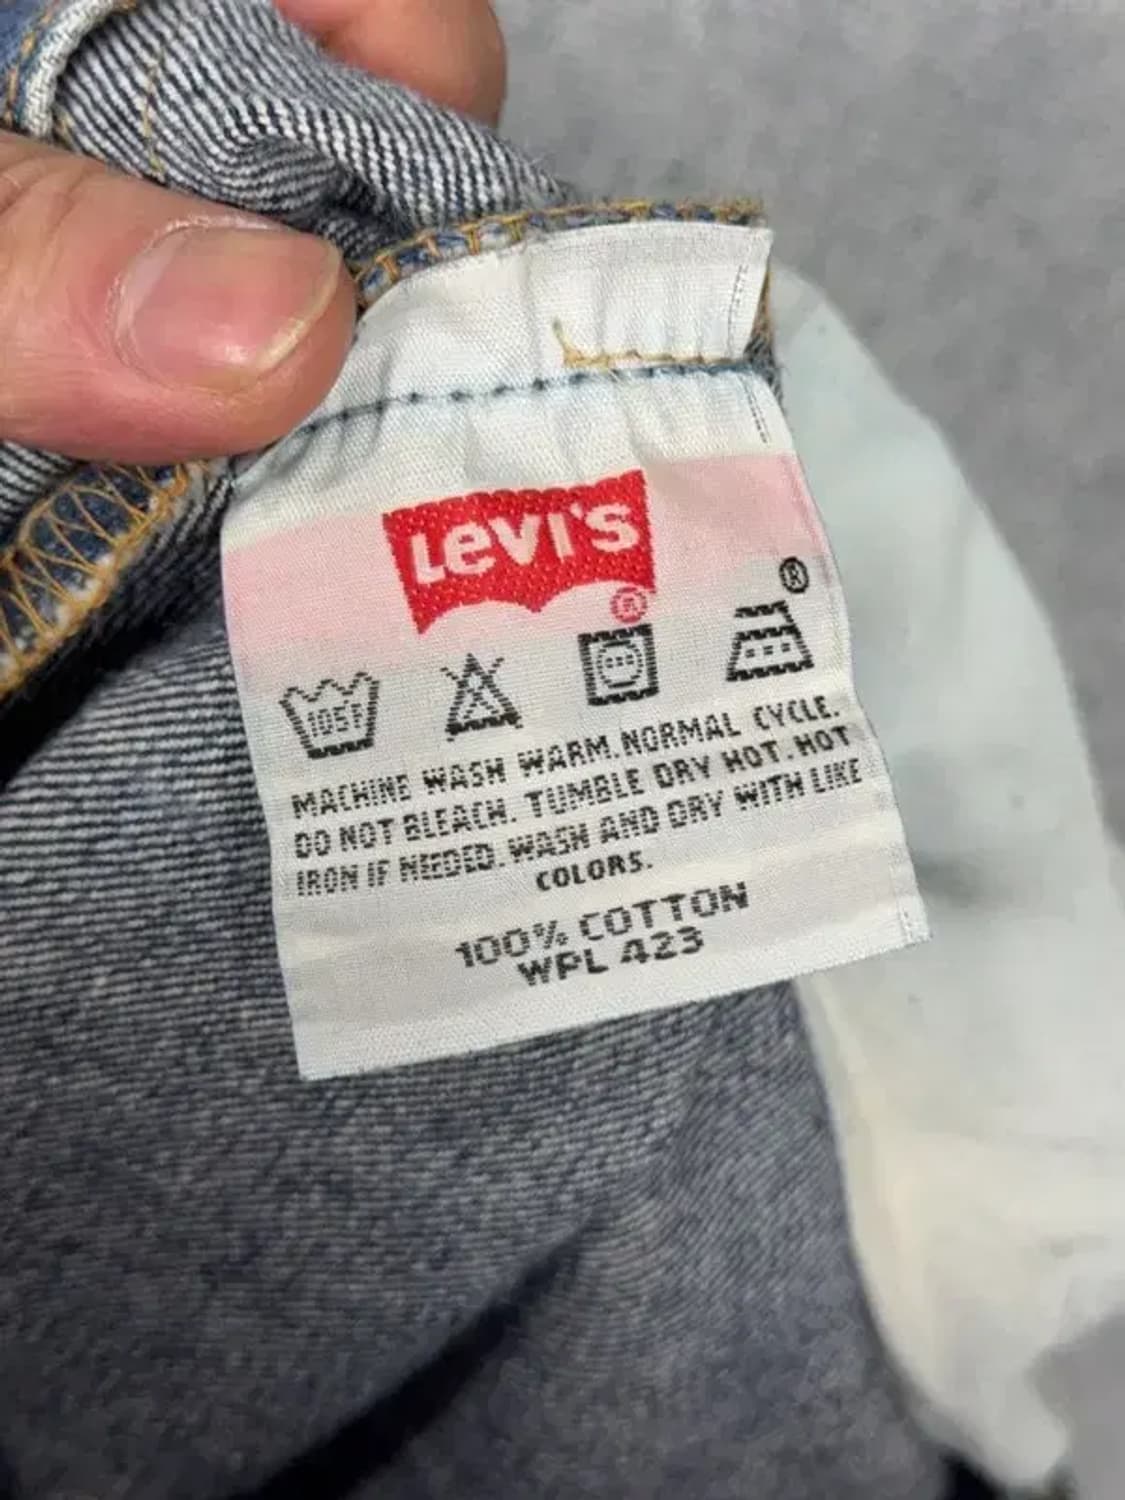 Levi's
®
®
105F
MACHINE WASH WARM. NORMAL CYCLE.
DO NOT BLEACH. TUMBLE DRY HOT. HOT
IRON IF NEEDED. WASH AND DRY WITH LIKE
COLORS.
100% COTTON
WPL 423